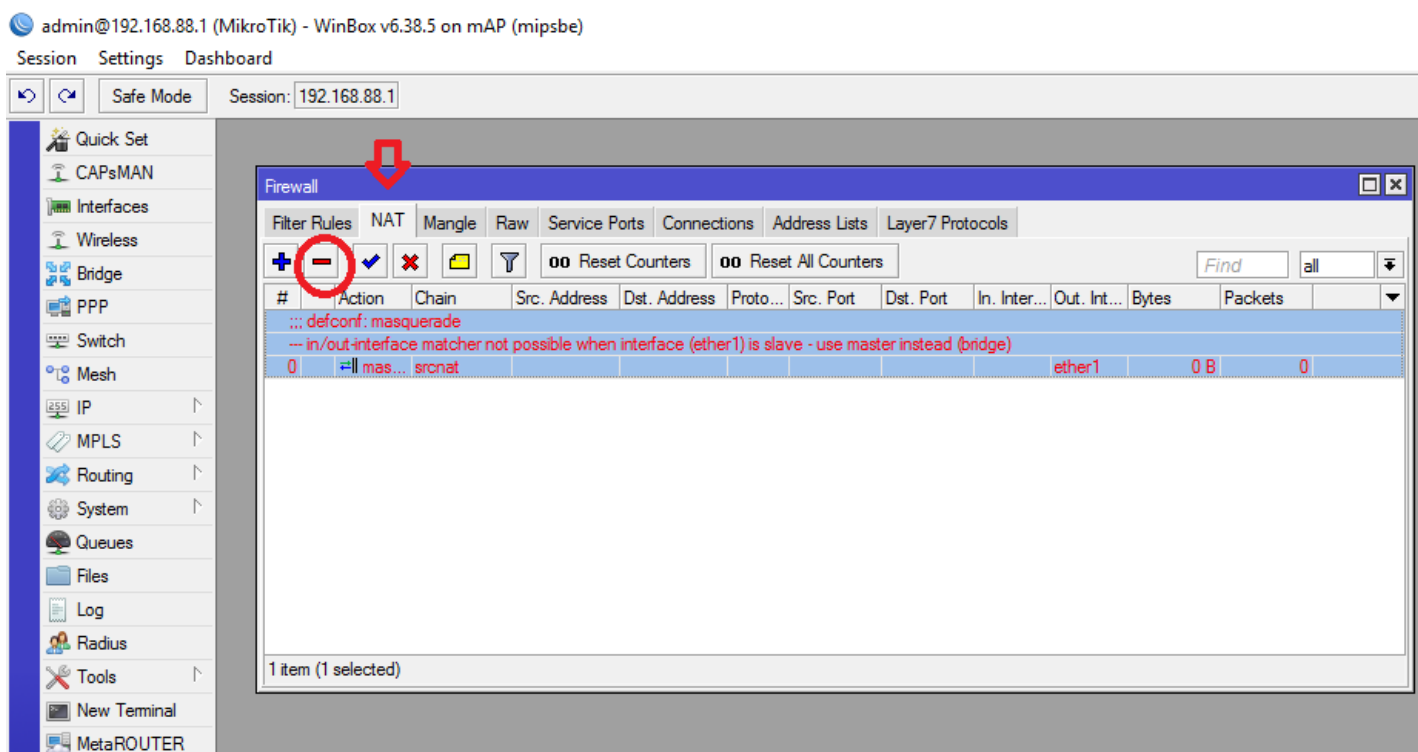 admin@192.168.88.1 (MikroTik) - WinBox v6.38.5 on mAP (mipsbe)
Session Settings Dashboard
Safe Mode Session: 192.168.88.1
Quick Set
CAPsMAN
Interfaces
Wireless
Bridge
PPP
Switch
Mesh
255 IP
MPLS
Routing
System
Queues
Files
Log
Radius
Tools
New Terminal
MetaROUTER
Firewall
Filter Rules NAT Mangle Raw Service Ports Connections Address Lists Layer7 Protocols
00 Reset Counters 00 Reset All Counters Find all
# Action Chain Src. Address Dst. Address Proto... Src. Port Dst. Port In. Inter... Out. Int... Bytes Packets
;;; defconf: masquerade
--- in/out-interface matcher not possible when interface (ether1) is slave - use master instead (bridge)
0 mas... srcnat ether1 0 B 0
1 item (1 selected)